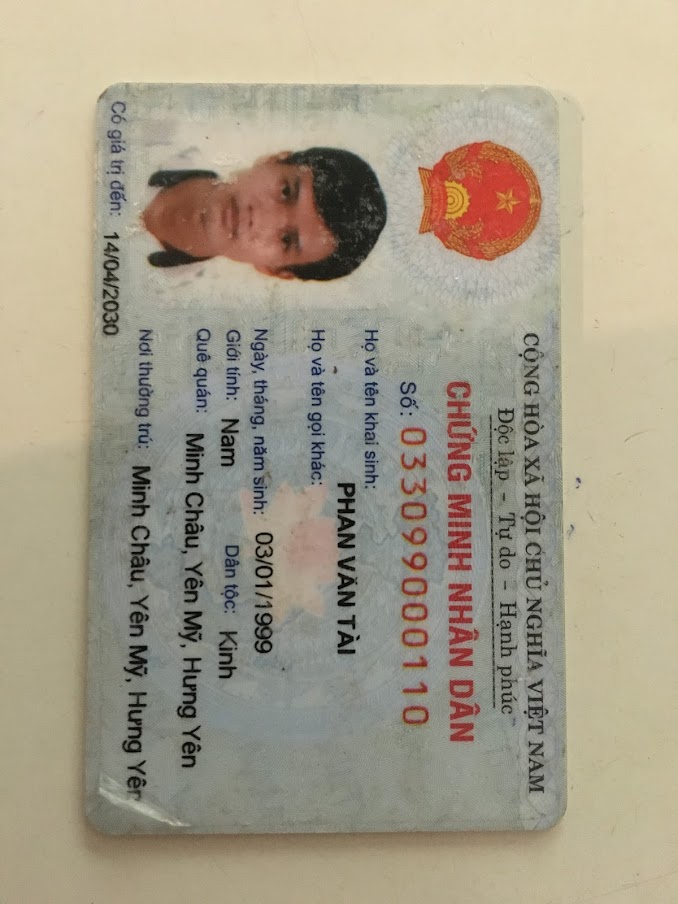 CỘNG HÒA XÃ HỘI CHỦ NGHĨA VIỆT NAM
Độc lập - Tự do - Hạnh phúc
CHỨNG MINH NHÂN DÂN
Số: 033099000110
Họ và tên khai sinh:
PHAN VĂN TÀI
Họ và tên gọi khác:
Ngày, tháng, năm sinh: 03/01/1999
Giới tính: Nam Dân tộc: Kinh
Quê quán: Minh Châu, Yên Mỹ, Hưng Yên
Nơi thường trú: Minh Châu, Yên Mỹ, Hưng Yên
Có giá trị đến: 14/04/2030